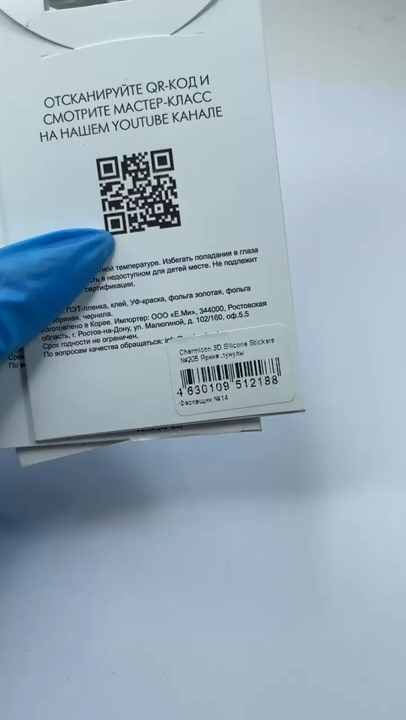 ОТСКАНИРУЙТЕ QR-КОД И
СМОТРИТЕ МАСТЕР-КЛАСС
НА НАШЕМ YOUTUBE КАНАЛЕ
температуре. Избегать попадания в глаза
в недоступном для детей месте. Не подлежит
сертификации.
ПЭТ-пленка, клей, УФ-краска, фольга золотая, фольга
чернила.
Изготовлено в Корее. Импортер: ООО «Е.Ми», 344000, Ростовская
область, г. Ростов-на-Дону, ул. Малюгиной, д. 102/160, оф.5.5
Срок годности не ограничен.
По вопросам качества обращаться:
Charmicon 3D Silicone Stickers
№205 Яркие лунулы
4 630109 512188
Фасовщик №14